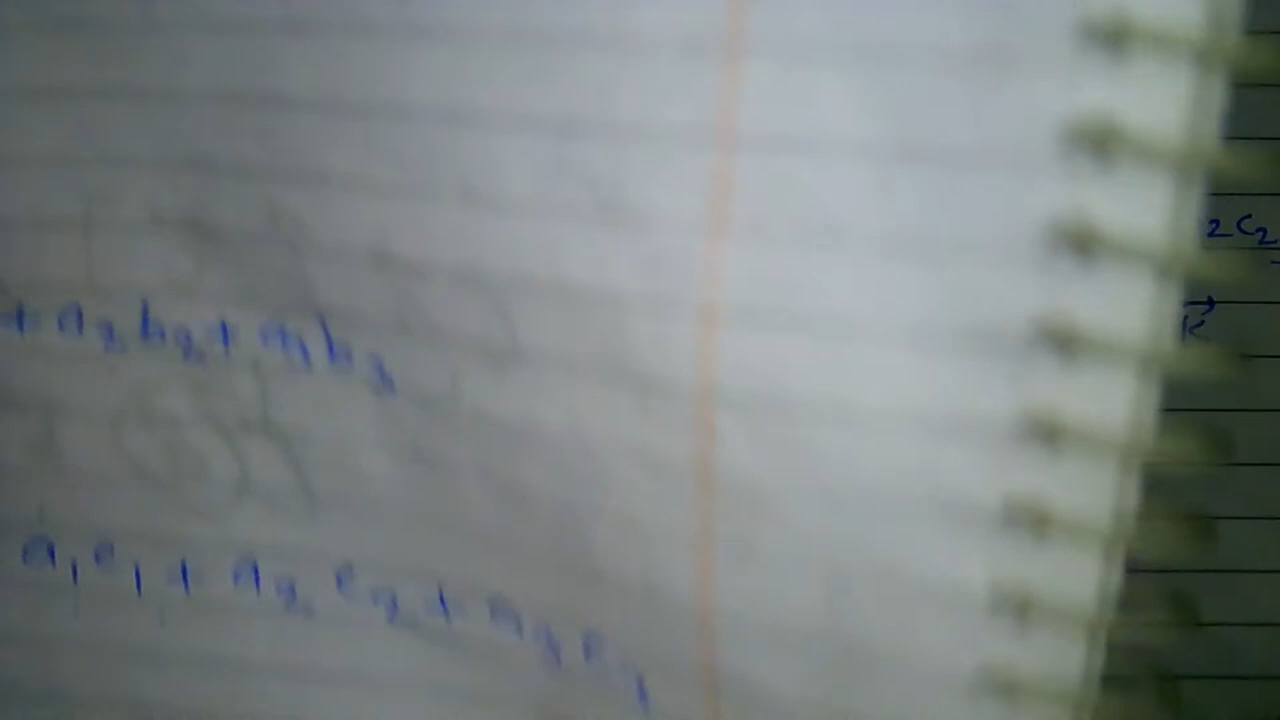 + a₂b₂ + a₃b₃
a₁c₁ + a₂c₂ + a₃c₃
2C₂
k⃗